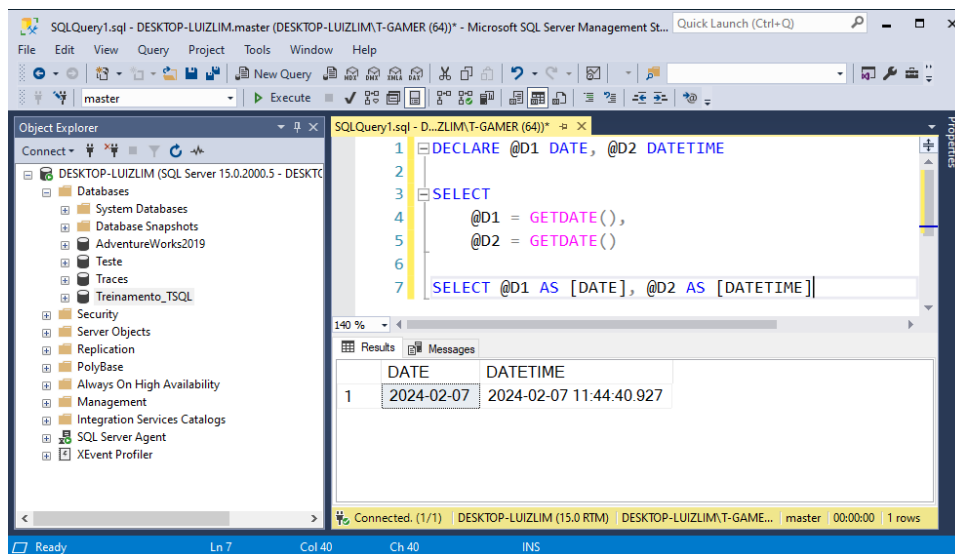 SQLQuery1.sql - DESKTOP-LUIZLIM.master (DESKTOP-LUIZLIM\T-GAMER (64))* - Microsoft SQL Server Management St...
Quick Launch (Ctrl+Q)
File Edit View Query Project Tools Window Help
New Query
MDX DMX XMLA DAX
master Execute
Object Explorer
Connect
DESKTOP-LUIZLIM (SQL Server 15.0.2000.5 - DESKTO
Databases
System Databases
Database Snapshots
AdventureWorks2019
Teste
Traces
Treinamento_TSQL
Security
Server Objects
Replication
PolyBase
Always On High Availability
Management
Integration Services Catalogs
SQL Server Agent
XEvent Profiler
SQLQuery1.sql - D...ZLIM\T-GAMER (64))*
Properties
1 DECLARE @D1 DATE, @D2 DATETIME
2
3 SELECT
4 @D1 = GETDATE(),
5 @D2 = GETDATE()
6
7 SELECT @D1 AS [DATE], @D2 AS [DATETIME]
140 %
Results Messages
DATE DATETIME
1 2024-02-07 2024-02-07 11:44:40.927
Connected. (1/1) DESKTOP-LUIZLIM (15.0 RTM) DESKTOP-LUIZLIM\T-GAME... master 00:00:00 1 rows
Ready Ln 7 Col 40 Ch 40 INS